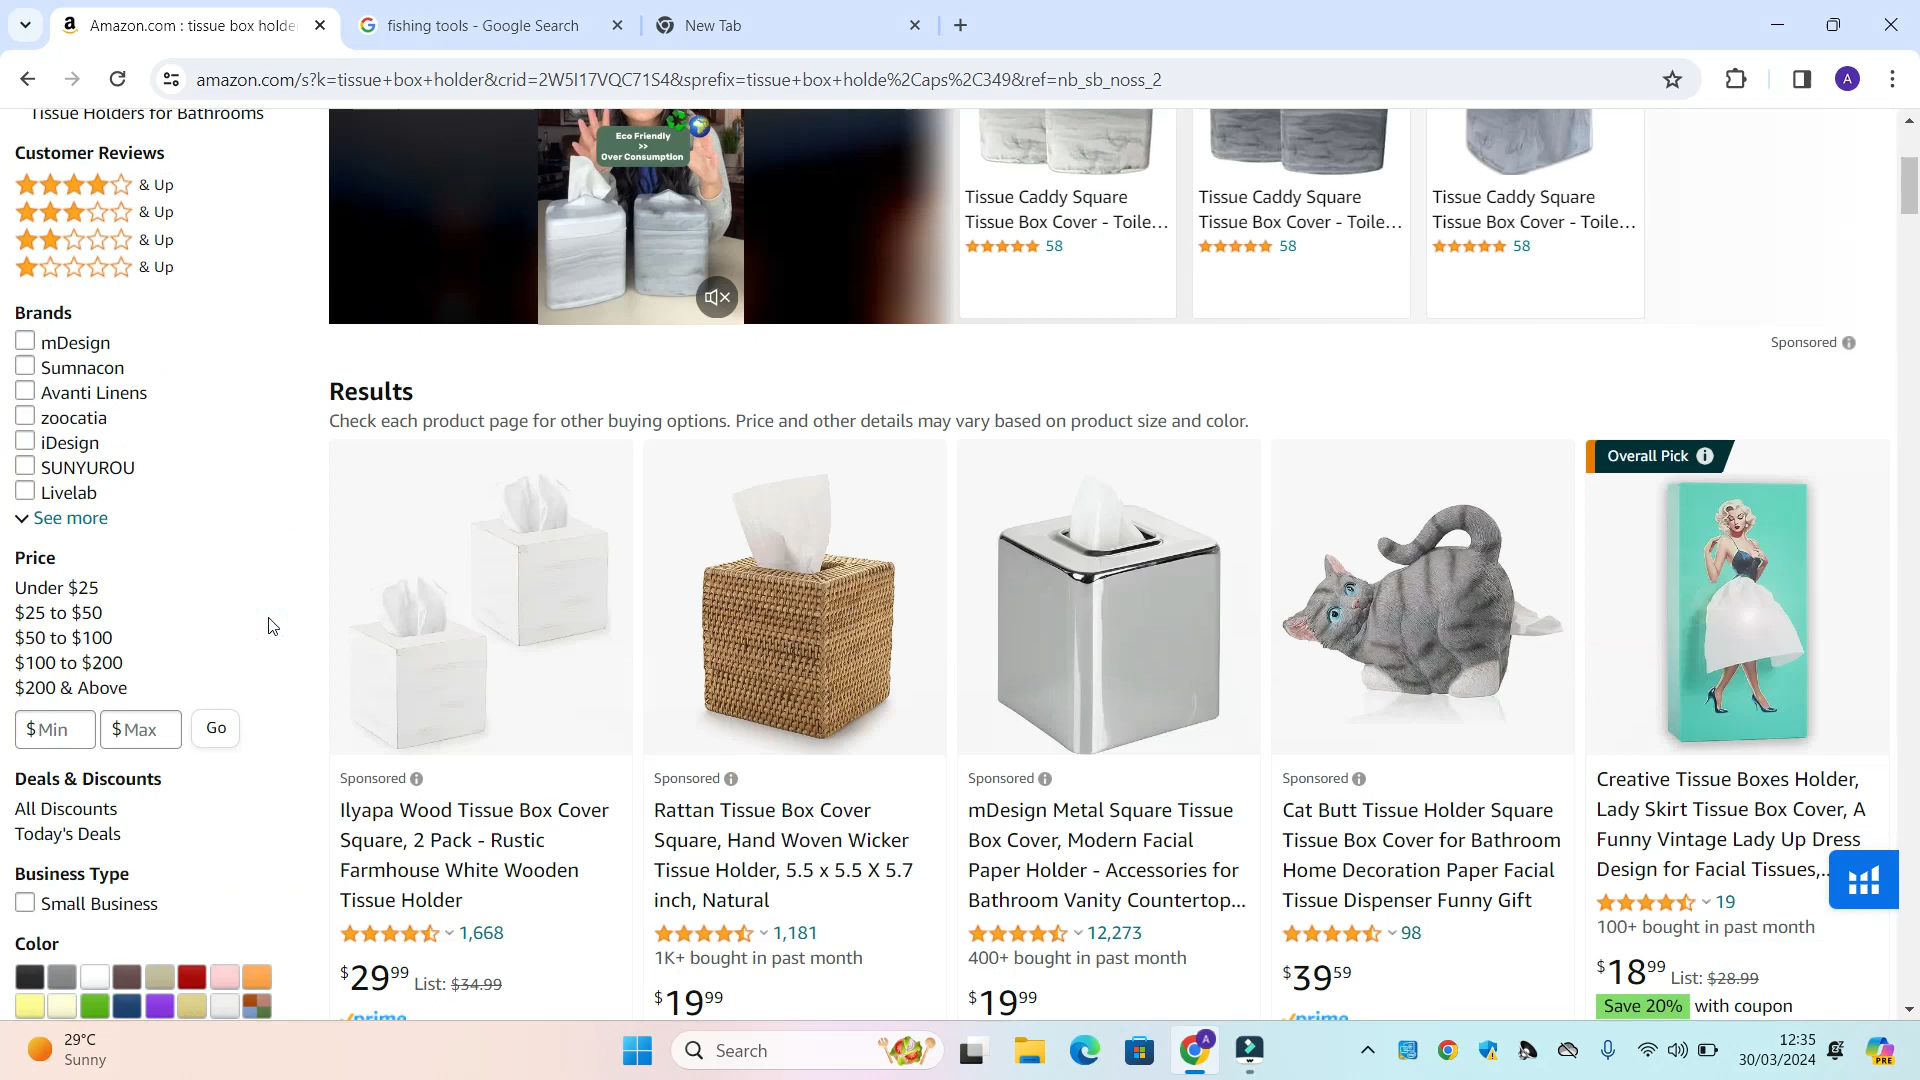 Amazon.com : tissue box holde
fishing tools - Google Search
New Tab
amazon.com/s?k=tissue+box+holder&crid=2W5I17VQC71S4&sprefix=tissue+box+holde%2Caps%2C349&ref=nb_sb_noss_2
A
Tissue Holders for Bathrooms
Customer Reviews
& Up
& Up
& Up
& Up
Brands
mDesign
Sumnacon
Avanti Linens
zoocatia
iDesign
SUNYUROU
Livelab
See more
Price
Under $25
$25 to $50
$50 to $100
$100 to $200
$200 & Above
$ Min
$ Max
Go
Deals & Discounts
All Discounts
Today's Deals
Business Type
Small Business
Color
Eco Friendly
>>
Over Consumption
Tissue Caddy Square
Tissue Box Cover - Toile...
58
Tissue Caddy Square
Tissue Box Cover - Toile...
58
Tissue Caddy Square
Tissue Box Cover - Toile...
58
Sponsored
Results
Check each product page for other buying options. Price and other details may vary based on product size and color.
Sponsored
Ilyapa Wood Tissue Box Cover
Square, 2 Pack - Rustic
Farmhouse White Wooden
Tissue Holder
1,668
$29.99 List: $34.99
prime
Sponsored
Rattan Tissue Box Cover
Square, Hand Woven Wicker
Tissue Holder, 5.5 x 5.5 X 5.7
inch, Natural
1,181
1K+ bought in past month
$19.99
Sponsored
mDesign Metal Square Tissue
Box Cover, Modern Facial
Paper Holder - Accessories for
Bathroom Vanity Countertop...
12,273
400+ bought in past month
$19.99
Sponsored
Cat Butt Tissue Holder Square
Tissue Box Cover for Bathroom
Home Decoration Paper Facial
Tissue Dispenser Funny Gift
98
$39.59
prime
Overall Pick
Creative Tissue Boxes Holder,
Lady Skirt Tissue Box Cover, A
Funny Vintage Lady Up Dress
Design for Facial Tissues,...
19
100+ bought in past month
$18.99 List: $28.99
Save 20% with coupon
29°C
Sunny
Search
A
12:35
30/03/2024
PRE